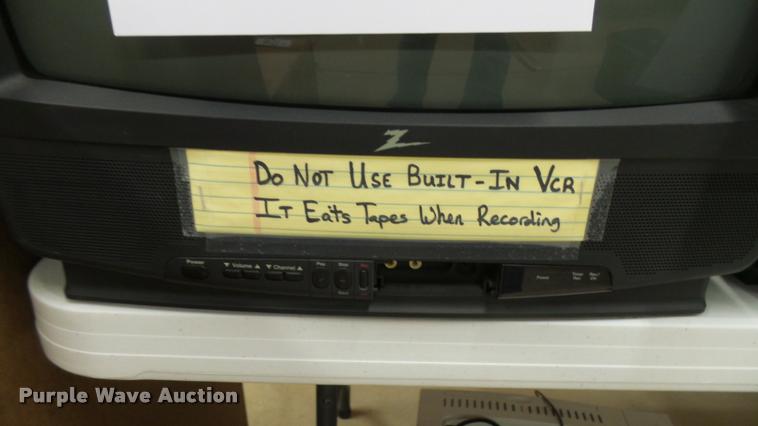 Z
Do Not Use Built-In VCR
It Eats Tapes When Recording
Power
▼ Volume ▲ ▼ Channel ▲
Play Stop
Power
Purple Wave Auction